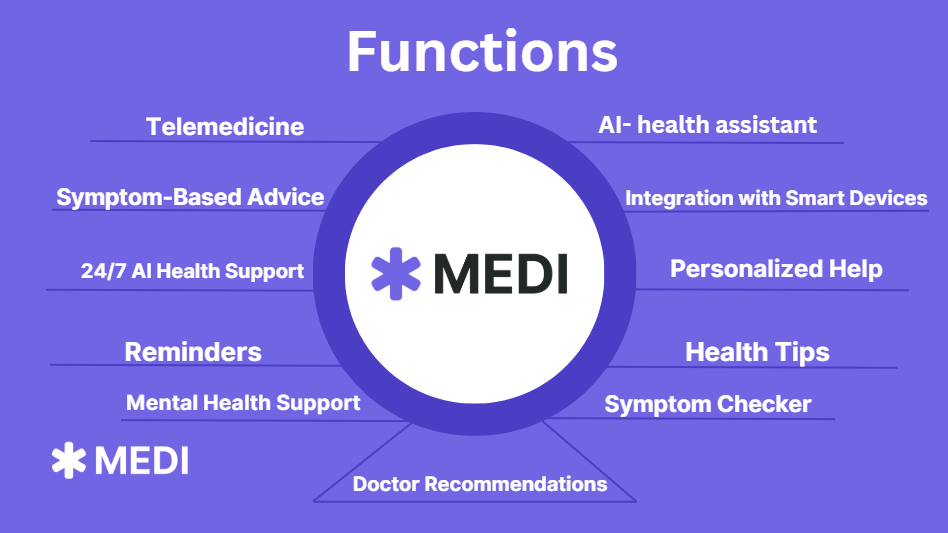 Functions
Telemedicine
AI- health assistant
Symptom-Based Advice
Integration with Smart Devices
24/7 AI Health Support
Personalized Help
MEDI
Reminders
Health Tips
Mental Health Support
Symptom Checker
MEDI
Doctor Recommendations